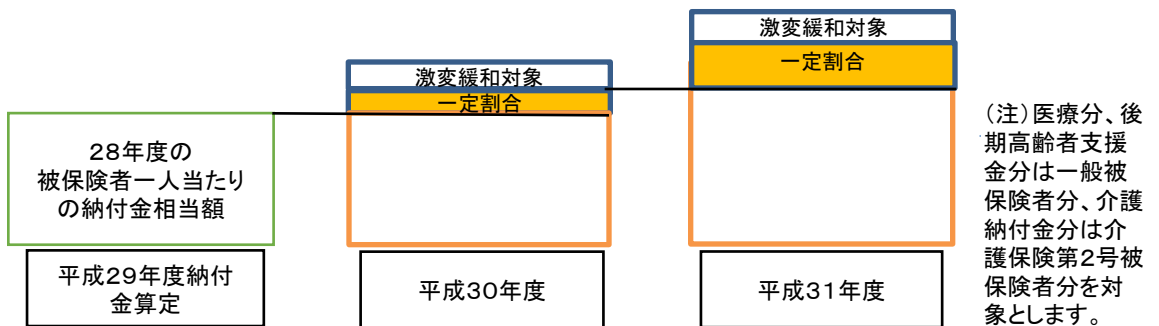 激変緩和対象
一定割合
激変緩和対象
一定割合
28年度の
被保険者一人当たり
の納付金相当額
(注)医療分、後
期高齢者支援
金分は一般被
保険者分、介護
納付金分は介
護保険第2号被
保険者分を対
象とします。
平成29年度納付
金算定
平成30年度
平成31年度